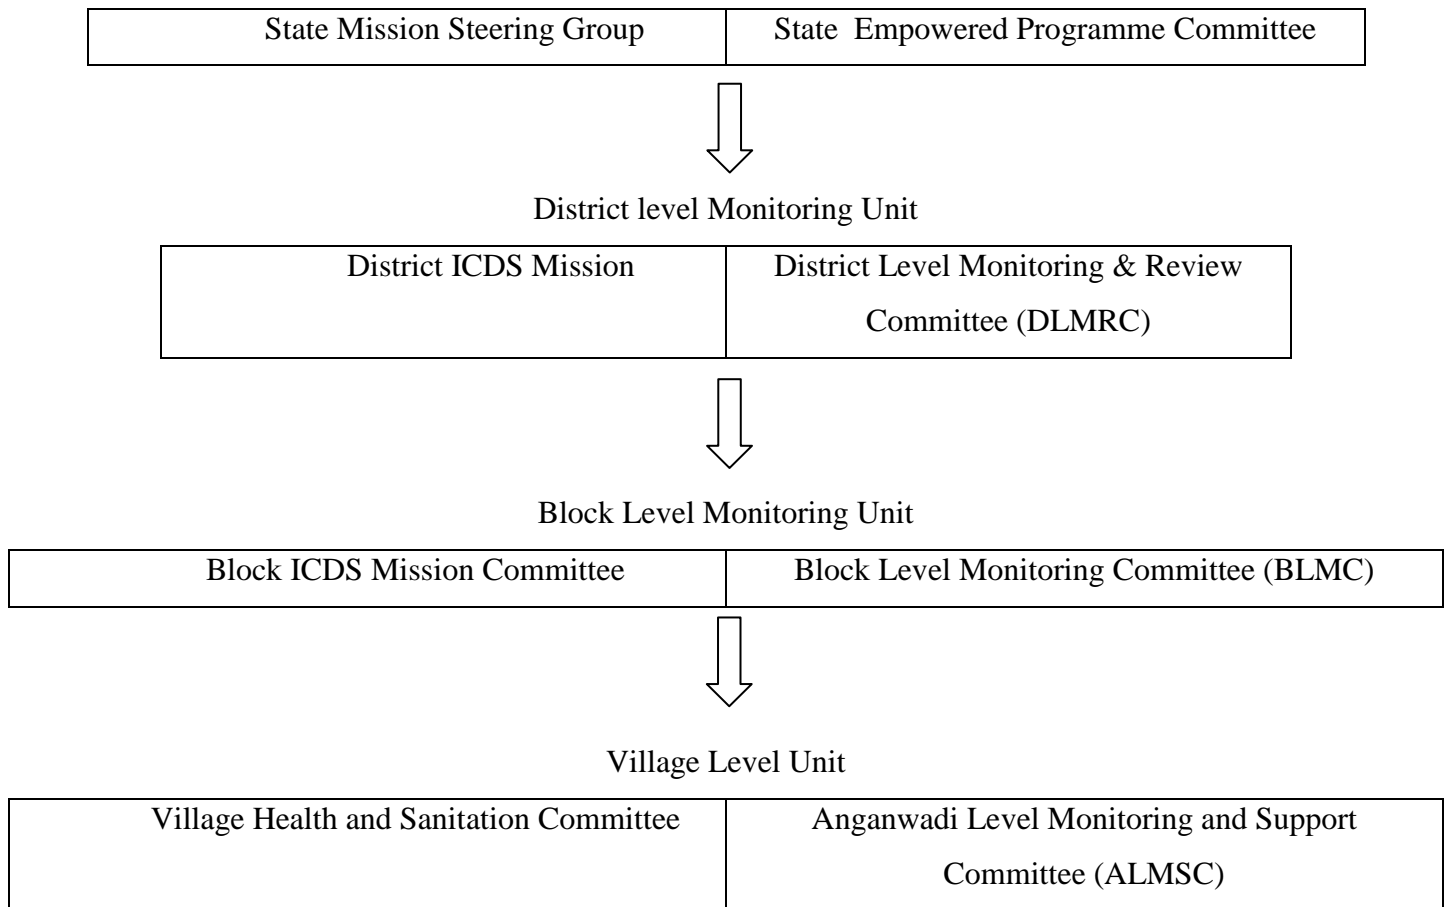 State Mission Steering Group
State Empowered Programme Committee
District level Monitoring Unit
District ICDS Mission
District Level Monitoring & Review
Committee (DLMRC)
Block Level Monitoring Unit
Block ICDS Mission Committee
Block Level Monitoring Committee (BLMC)
Village Level Unit
Village Health and Sanitation Committee
Anganwadi Level Monitoring and Support
Committee (ALMSC)